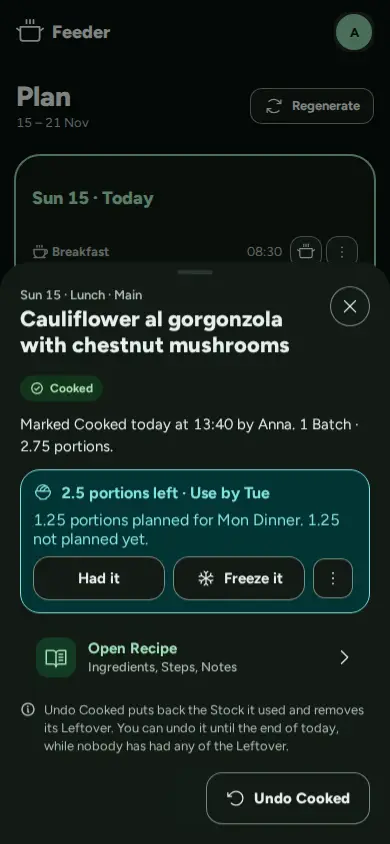 Feeder
A
Plan
15 – 21 Nov
Regenerate
Sun 15 · Today
Breakfast
08:30
Sun 15 · Lunch · Main
Cauliflower al gorgonzola
with chestnut mushrooms
Cooked
Marked Cooked today at 13:40 by Anna. 1 Batch ·
2.75 portions.
2.5 portions left · Use by Tue
1.25 portions planned for Mon Dinner. 1.25
not planned yet.
Had it
Freeze it
Open Recipe
Ingredients, Steps, Notes
Undo Cooked puts back the Stock it used and removes
its Leftover. You can undo it until the end of today,
while nobody has had any of the Leftover.
Undo Cooked